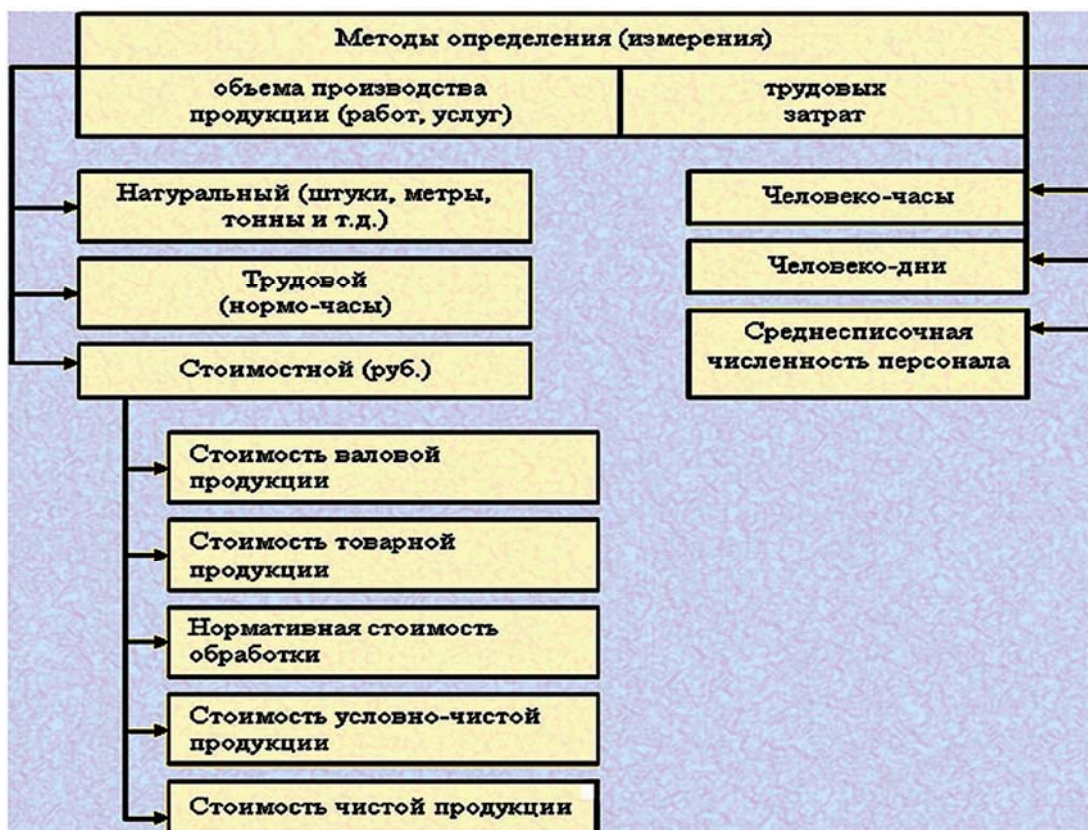 Методы определения (измерения)
объема производства
продукции (работ, услуг)
трудовых
затрат
Натуральный (штуки, метры,
тонны и т.д.)
Трудовой
(нормо-часы)
Стоимостной (руб.)
Стоимость валовой
продукции
Стоимость товарной
продукции
Нормативная стоимость
обработки
Стоимость условно-чистой
продукции
Стоимость чистой продукции
Человеко-часы
Человеко-дни
Среднесписочная
численность персонала